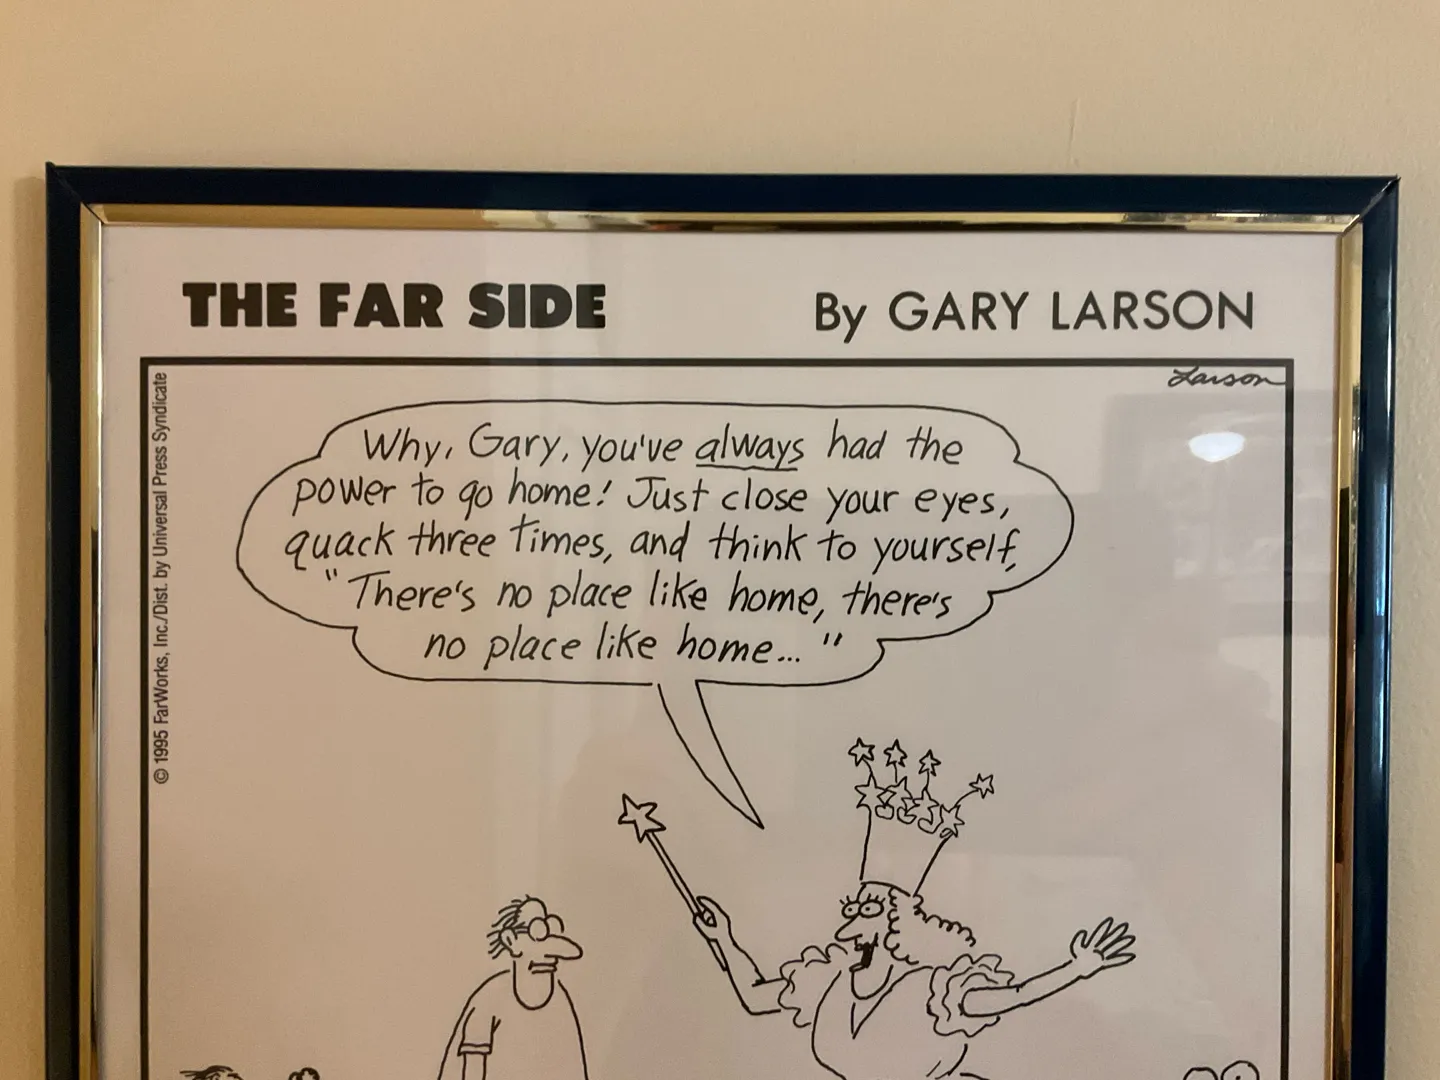 THE FAR SIDE By GARY LARSON
Larson
© 1995 FarWorks, Inc./Dist. by Universal Press Syndicate
Why, Gary, you've always had the
power to go home! Just close your eyes,
quack three times, and think to yourself,
"There's no place like home, there's
no place like home..."